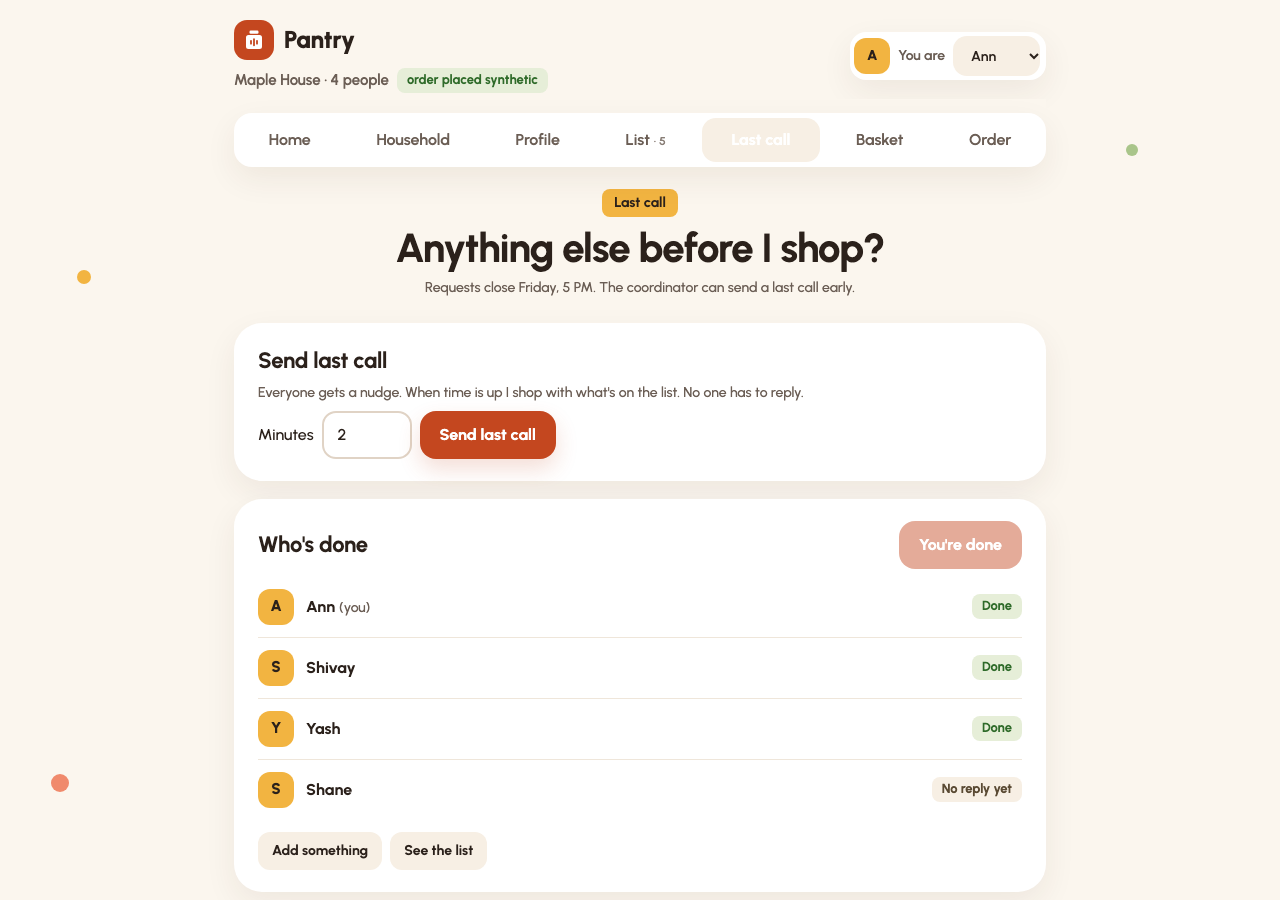 Pantry
Maple House · 4 people order placed synthetic
A You are Ann
Home Household Profile List · 5 Last call Basket Order
Last call
Anything else before I shop?
Requests close Friday, 5 PM. The coordinator can send a last call early.
Send last call
Everyone gets a nudge. When time is up I shop with what's on the list. No one has to reply.
Minutes 2 Send last call
Who's done You're done
A Ann (you) Done
S Shivay Done
Y Yash Done
S Shane No reply yet
Add something See the list